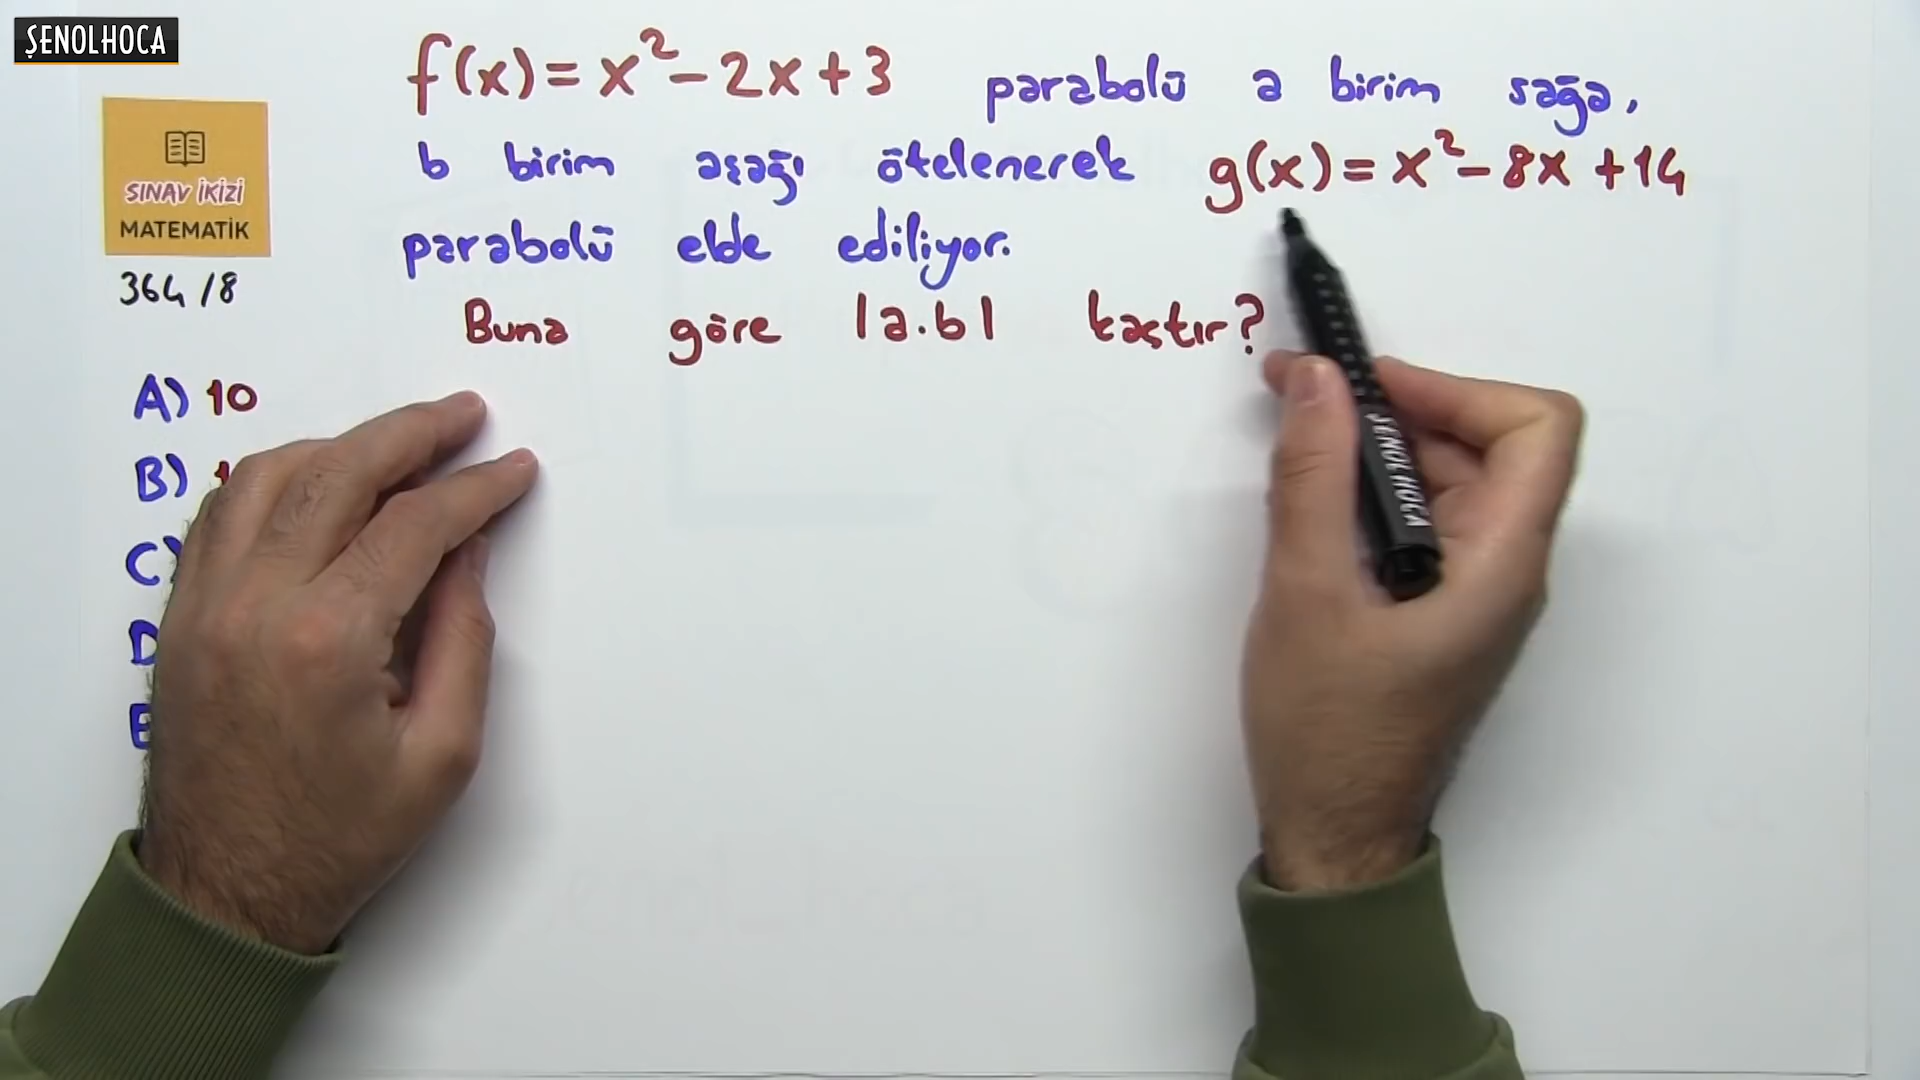 ŞENOLHOCA
f(x) = x² - 2x + 3 parabolü a birim sağa,
b birim aşağı ötelenerek g(x) = x² - 8x + 14
parabolü elde ediliyor.
Buna göre |a.b| kaçtır?
SINAV İKİZİ
MATEMATİK
364/8
A) 10
B)
C)
D
E
ŞENOLHOCA